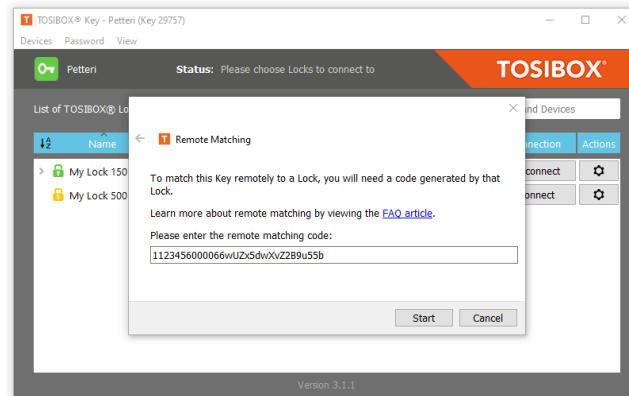 TOSIBOX® Key - Petteri (Key 29757)
Devices Password View
Petteri Status: Please choose Locks to connect to TOSIBOX®
List of TOSIBOX® Lo nd Devices
Name nnection Actions
Remote Matching
My Lock 150 connect
My Lock 500 onnect
To match this Key remotely to a Lock, you will need a code generated by that
Lock.
Learn more about remote matching by viewing the FAQ article.
Please enter the remote matching code:
1123456000066wUZx5dwXvZ2B9u55b
Start Cancel
Version 3.1.1